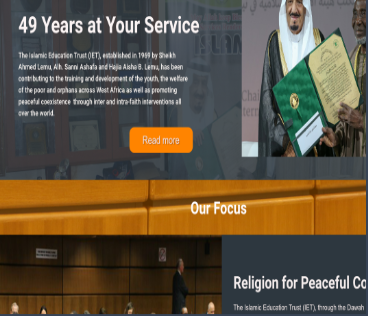 49 Years at Your Service
The Islamic Education Trust (IET), established in 1969 by Sheikh
Ahmed Lemu, Alh. Sanni Ashafa and Hajia Aisha B. Lemu, has been
contributing to the training and development of the youth, the welfare
of the poor and orphans across West Africa as well as promoting
peaceful coexistence through inter and intra-faith interventions all
over the world.
Read more
Our Focus
Religion for Peaceful Co
The Islamic Education Trust (IET), through the Dawah